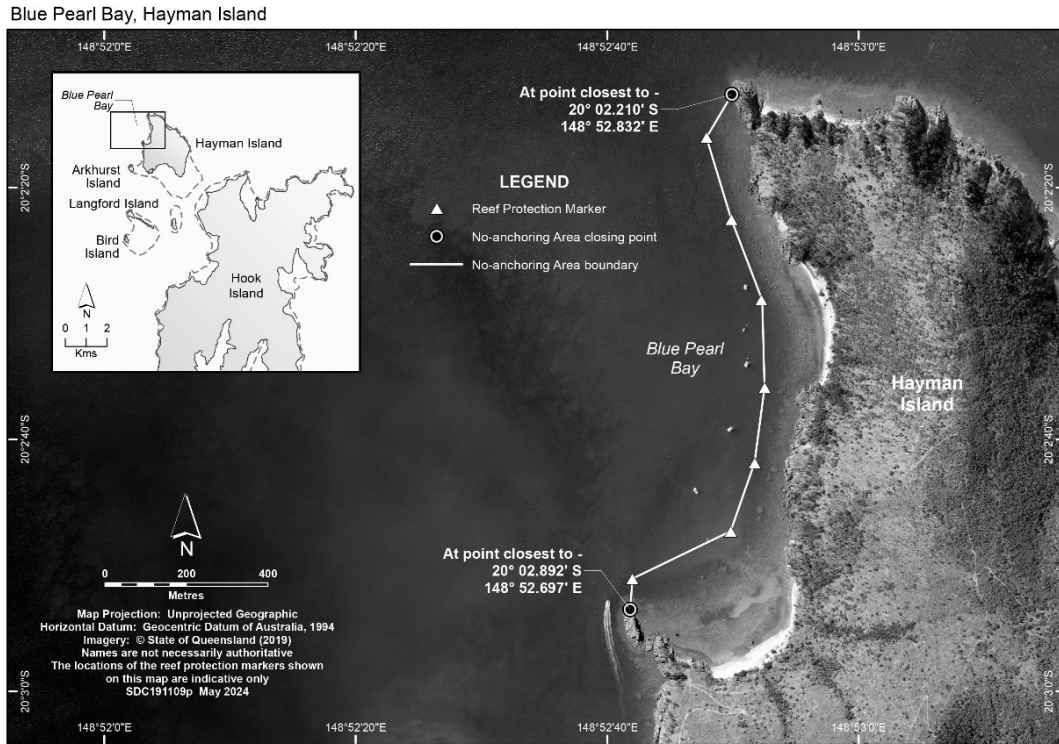 Blue Pearl Bay, Hayman Island
148°52'0"E
148°52'20"E
148°52'40"E
148°53'0"E
Blue Pearl
Bay
Hayman Island
Arkhurst
Island
Langford Island
Bird
Island
Hook
Island
N
0 1 2
Kms
At point closest to -
20° 02.210' S
148° 52.832' E
20°2'20"S
20°2'20"S
LEGEND
Reef Protection Marker
No-anchoring Area closing point
No-anchoring Area boundary
Blue Pearl
Bay
Hayman
Island
20°2'40"S
20°2'40"S
N
0 200 400
Metres
At point closest to -
20° 02.892' S
148° 52.697' E
Map Projection: Unprojected Geographic
Horizontal Datum: Geocentric Datum of Australia, 1994
Imagery: © State of Queensland (2019)
Names are not necessarily authoritative
The locations of the reef protection markers shown
on this map are indicative only
SDC191109p May 2024
20°3'0"S
20°3'0"S
148°52'0"E
148°52'20"E
148°52'40"E
148°53'0"E